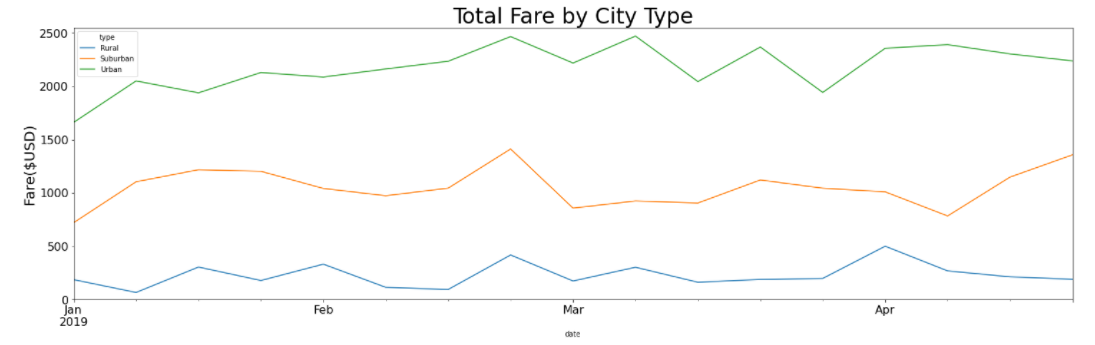 Total Fare by City Type
Fare($USD)
2500
2000
1500
1000
500
0
type
Rural
Suburban
Urban
Jan
2019
Feb
Mar
Apr
date